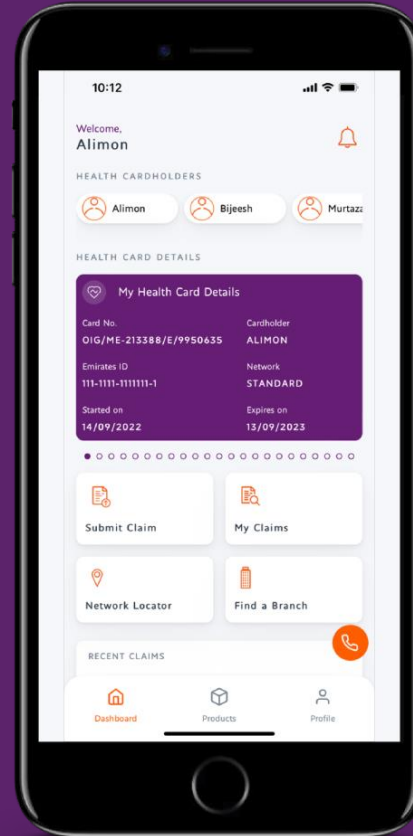 10:12
Welcome,
Alimon
HEALTH CARDHOLDERS
Alimon Bijeesh Murtaza
HEALTH CARD DETAILS
My Health Card Details
Card No. Cardholder
OIG/ME-213388/E/9950635 ALIMON
Emirates ID Network
111-1111-1111111-1 STANDARD
Started on Expires on
14/09/2022 13/09/2023
Submit Claim My Claims
Network Locator Find a Branch
RECENT CLAIMS
Dashboard Products Profile